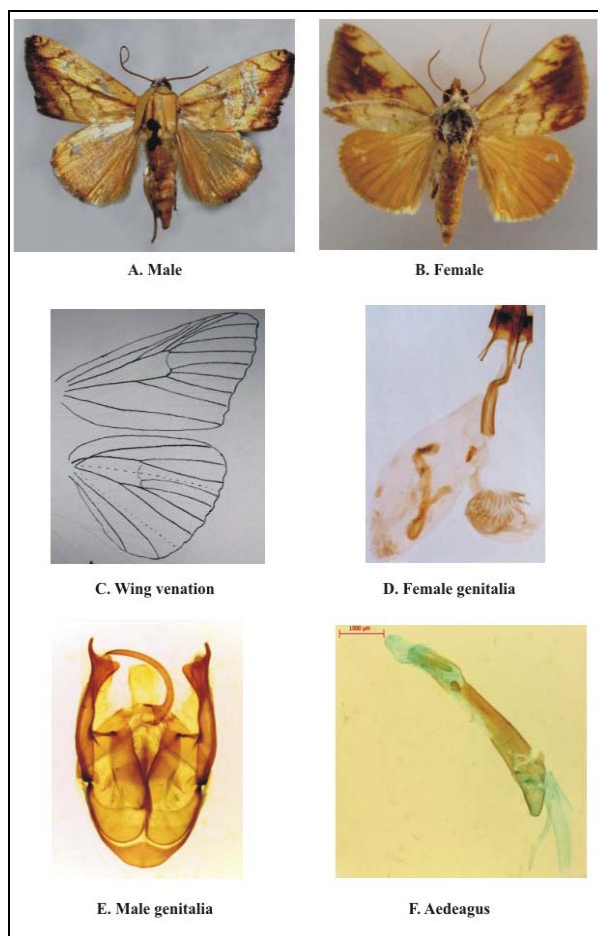 A. Male
B. Female
C. Wing venation
D. Female genitalia
1000 µm
E. Male genitalia
F. Aedeagus